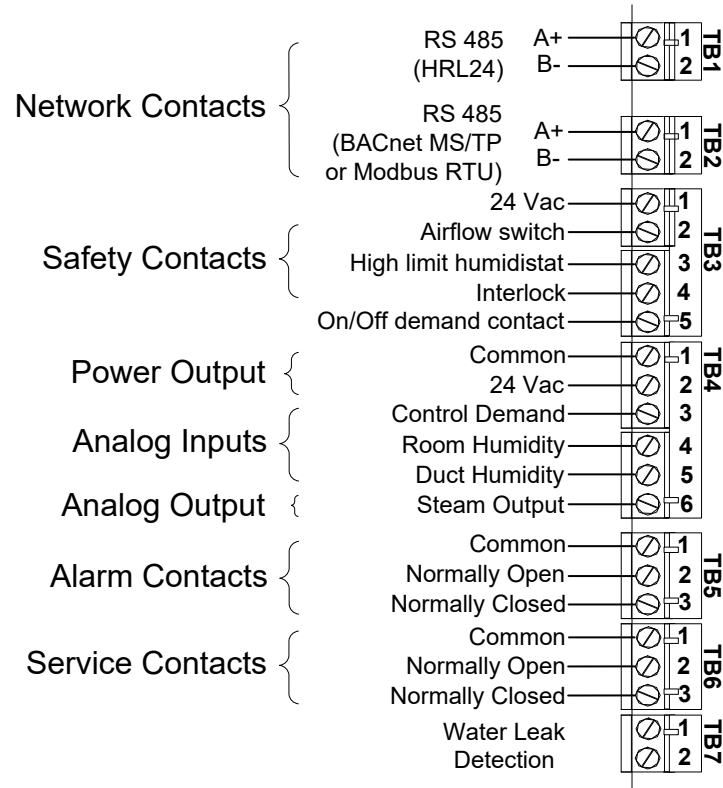 Network Contacts
RS 485 A+ 1
(HRL24) B- 2
TB1
RS 485
(BACnet MS/TP A+ 1
or Modbus RTU) B- 2
TB2
Safety Contacts
24 Vac 1
Airflow switch 2
High limit humidistat 3
Interlock 4
On/Off demand contact 5
TB3
Power Output
Common 1
24 Vac 2
Analog Inputs
Control Demand 3
Room Humidity 4
Duct Humidity 5
Analog Output
Steam Output 6
TB4
Alarm Contacts
Common 1
Normally Open 2
Normally Closed 3
TB5
Service Contacts
Common 1
Normally Open 2
Normally Closed 3
TB6
Water Leak 1
Detection 2
TB7